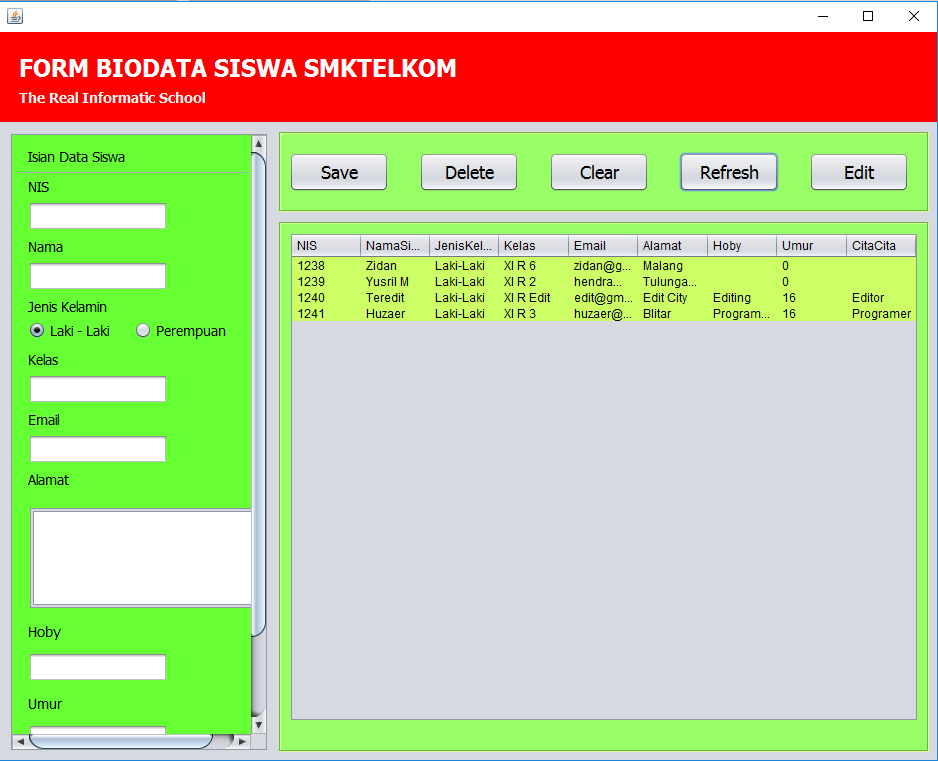 FORM BIODATA SISWA SMKTELKOM
The Real Informatic School
Isian Data Siswa
NIS
Nama
Jenis Kelamin
Laki - Laki Perempuan
Kelas
Email
Alamat
Hoby
Umur
Save Delete Clear Refresh Edit
NIS NamaSi... JenisKel... Kelas Email Alamat Hoby Umur CitaCita
1238 Zidan Laki-Laki XI R 6 zidan@g... Malang 0
1239 Yusril M Laki-Laki XI R 2 hendra... Tulunga... 0
1240 Teredit Laki-Laki XI R Edit edit@gm... Edit City Editing 16 Editor
1241 Huzaer Laki-Laki XI R 3 huzaer@... Blitar Program... 16 Programer